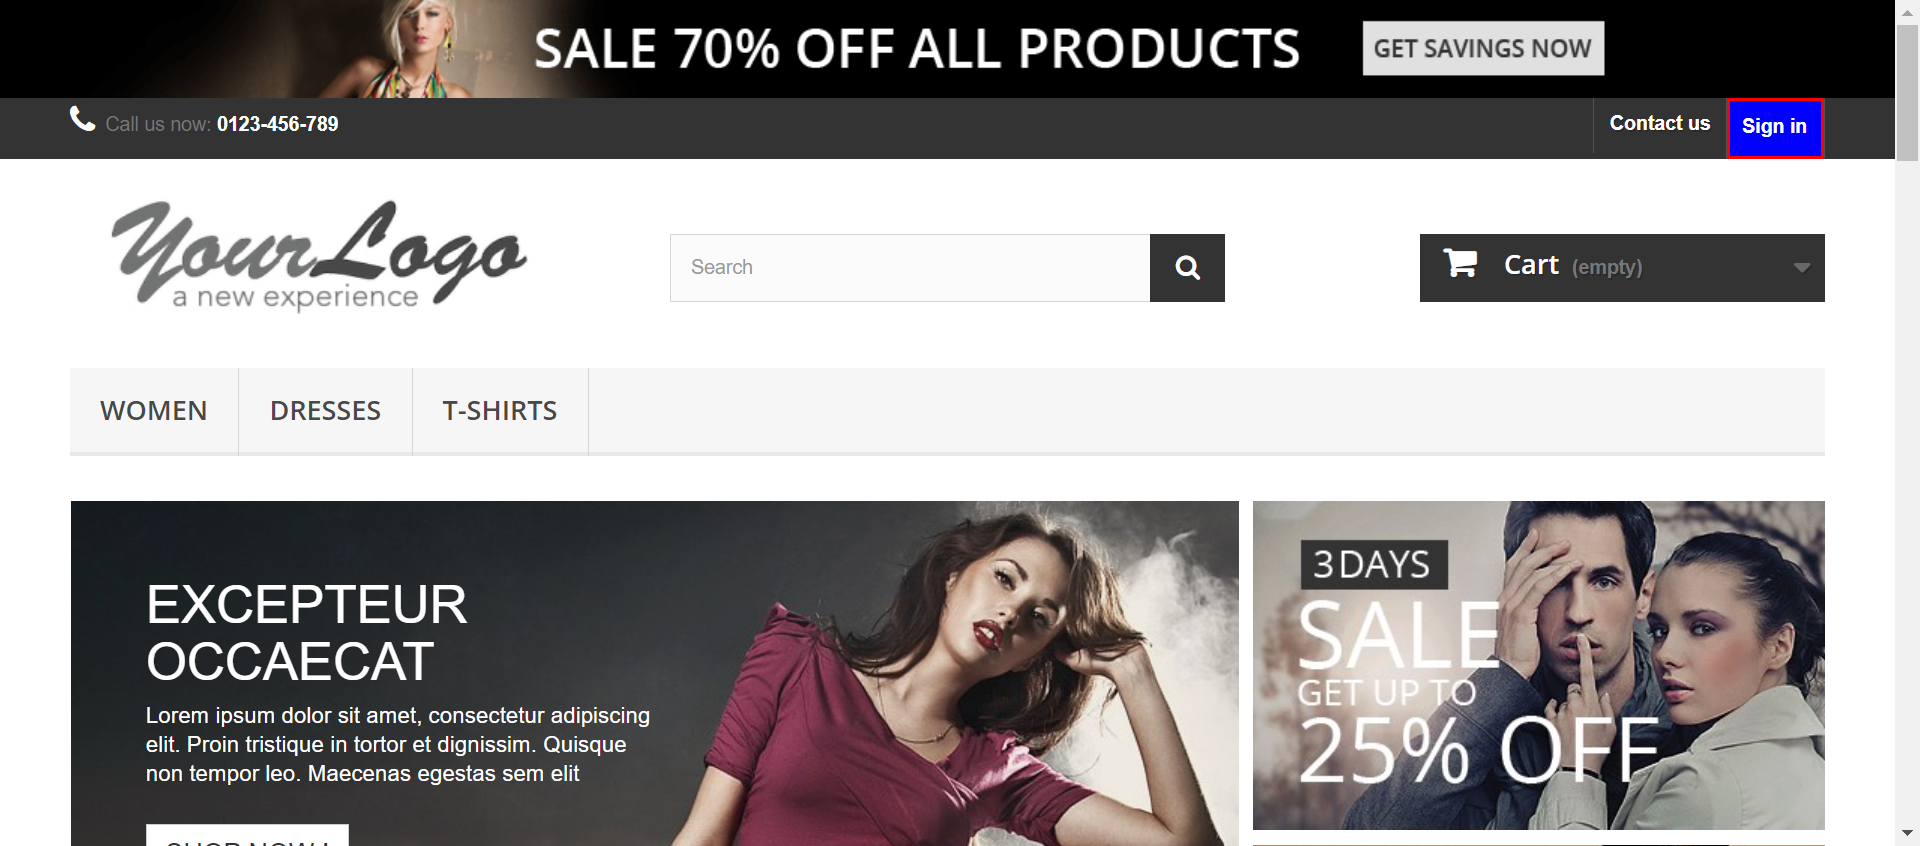 SALE 70% OFF ALL PRODUCTS
GET SAVINGS NOW
Call us now: 0123-456-789
Contact us
Sign in
YourLogo
a new experience
Search
Cart (empty)
WOMEN
DRESSES
T-SHIRTS
EXCEPTEUR
OCCAECAT
Lorem ipsum dolor sit amet, consectetur adipiscing
elit. Proin tristique in tortor et dignissim. Quisque
non tempor leo. Maecenas egestas sem elit
SHOP NOW !
3 DAYS
SALE
GET UP TO
25% OFF